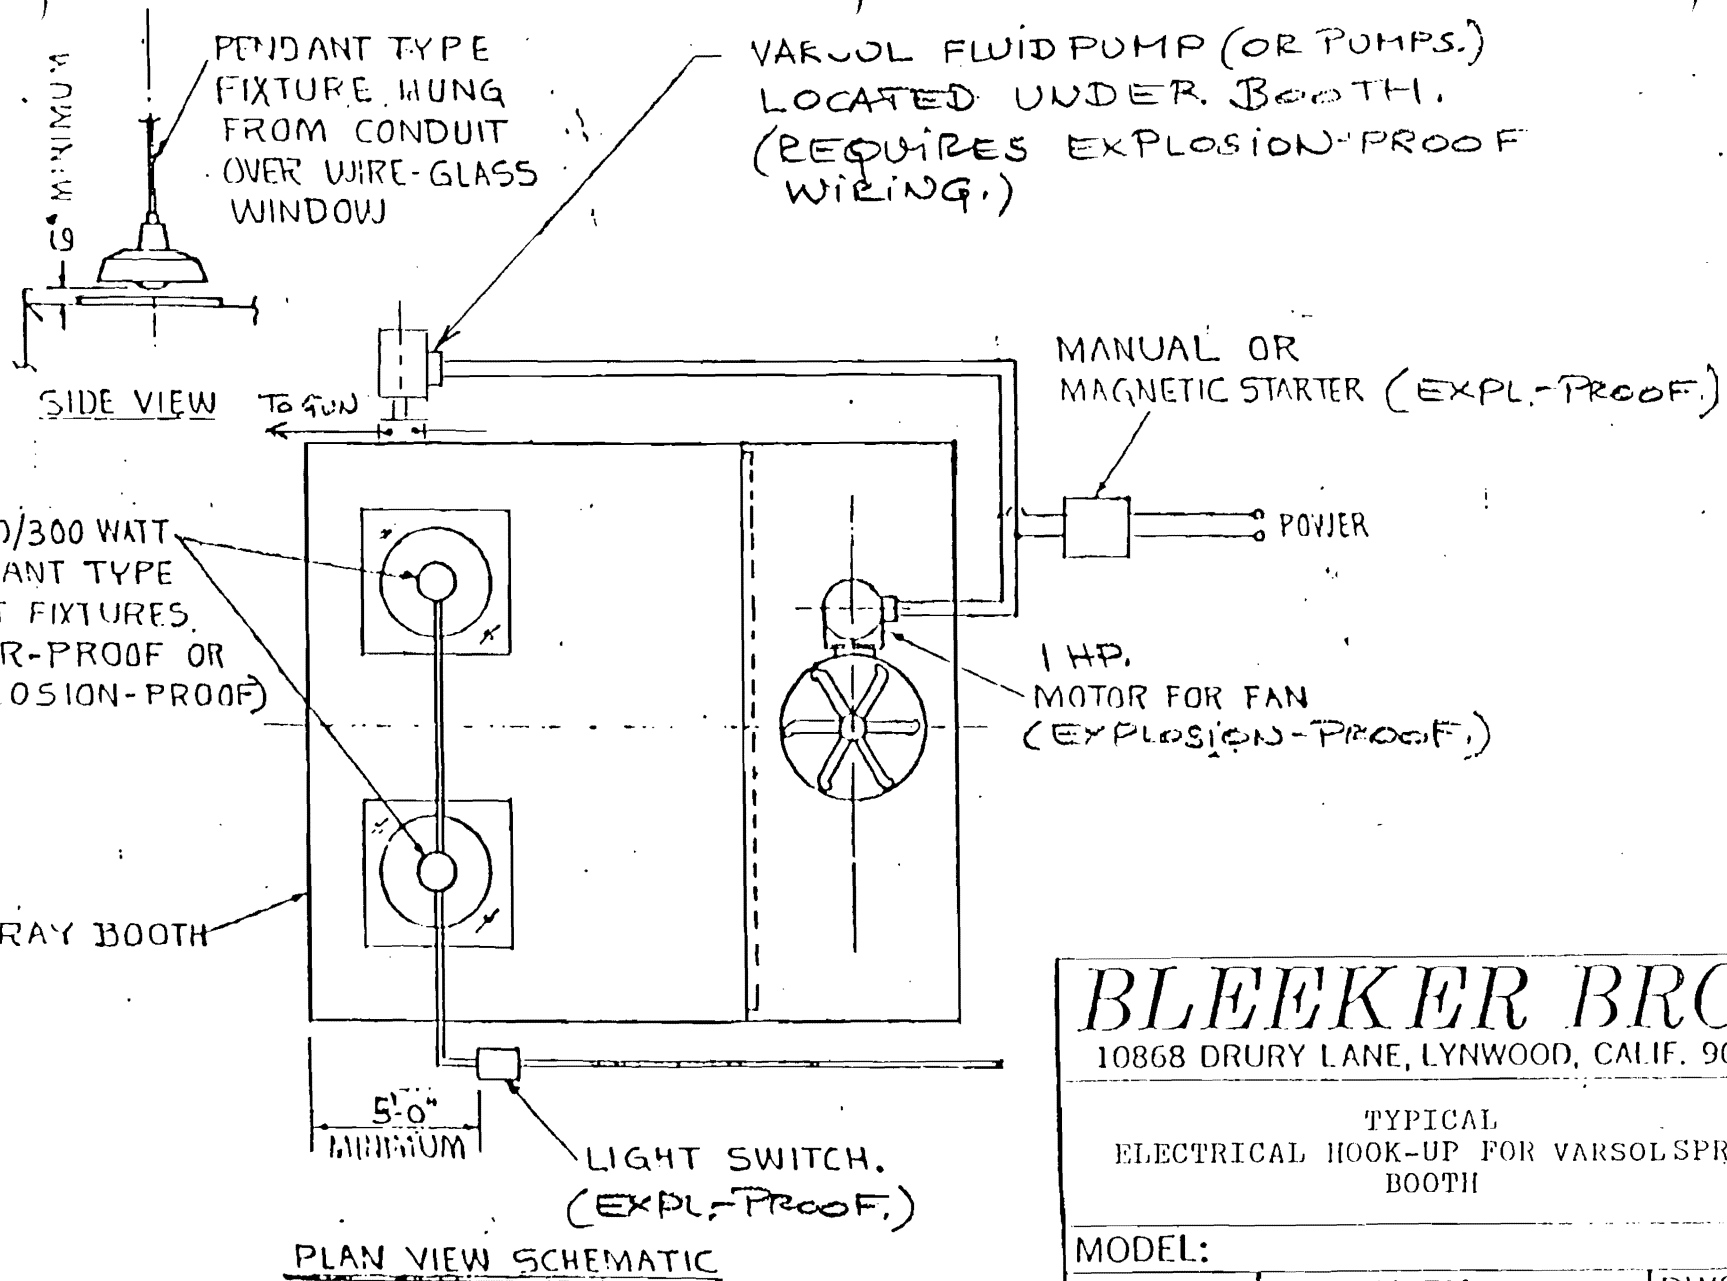 PENDANT TYPE
FIXTURE HUNG
FROM CONDUIT
OVER WIRE-GLASS
WINDOW
6" MINIMUM
SIDE VIEW
VARSOL FLUID PUMP (OR PUMPS.)
LOCATED UNDER BOOTH.
(REQUIRES EXPLOSION-PROOF
WIRING.)
MANUAL OR
MAGNETIC STARTER (EXPL.-PROOF.)
TO GUN
POWER
0/300 WATT
ANT TYPE
T FIXTURES.
R-PROOF OR
LOSION-PROOF)
1 HP.
MOTOR FOR FAN
(EXPLOSION-PROOF.)
RAY BOOTH
5'-0"
MINIMUM
LIGHT SWITCH.
(EXPL.-PROOF.)
PLAN VIEW SCHEMATIC
BLEEKER BRO
10868 DRURY LANE, LYNWOOD, CALIF. 90
TYPICAL
ELECTRICAL HOOK-UP FOR VARSOL SPR
BOOTH
MODEL: